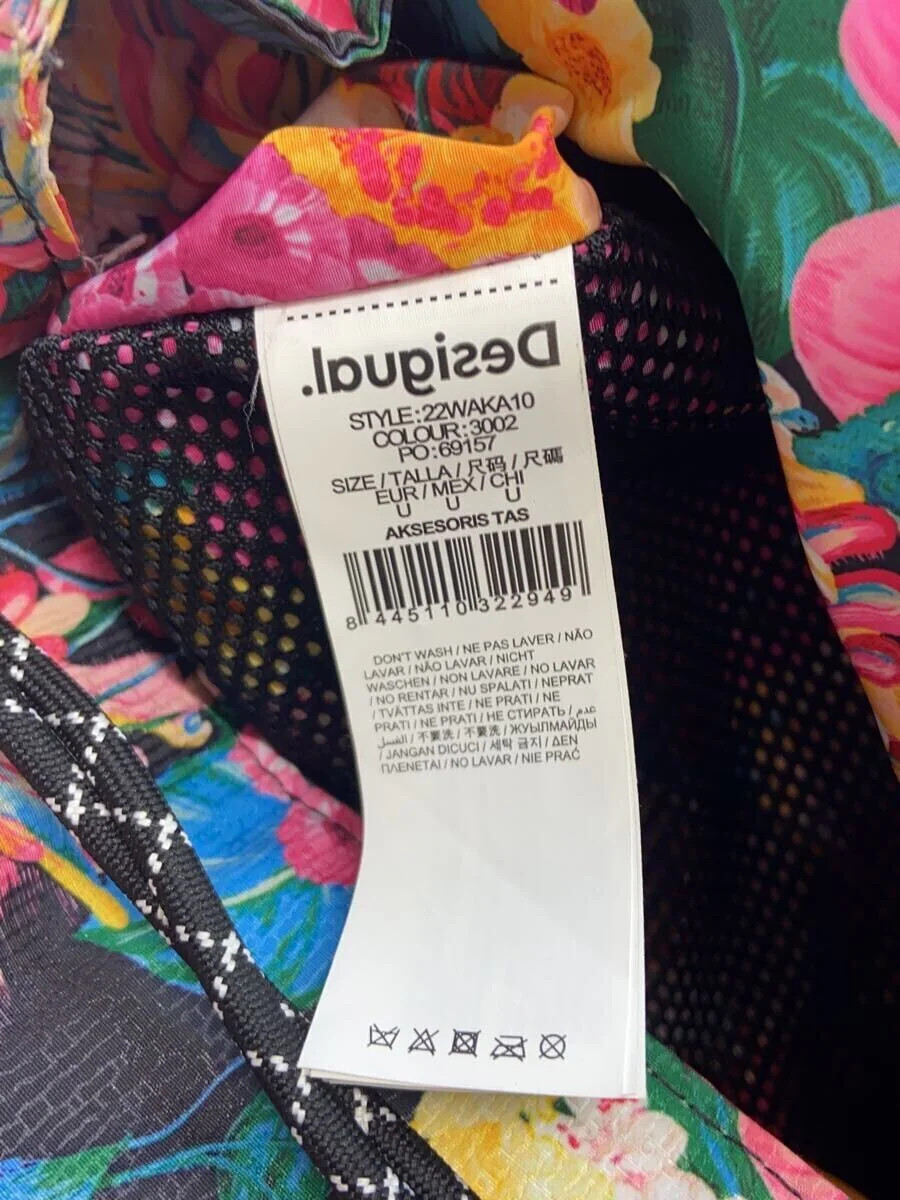 Desigual.
STYLE:22WAKA10
COLOUR:3002
PO:69157
SIZE/TALLA/尺码/尺碼
EUR/MEX/CHI
U U U
AKSESORIS TAS
8 445110 322949
DON'T WASH / NE PAS LAVER / NÃO
LAVAR / NÃO LAVAR / NICHT
WASCHEN / NON LAVARE / NO LAVAR
/ NO RENTAR / NU SPALATI / NEPRAT
/ TVÄTTAS INTE / NE PRATI / NE
PRATI / NE PRATI / НЕ СТИРАТЬ / عدم
الغسل / 不要洗 / 不要洗 / ЖУЫЛМАЙДЫ
/ JANGAN DICUCI / 세탁 금지 / ΔΕΝ
ΠΛΕΝΕΤΑΙ / NO LAVAR / NIE PRAĆ